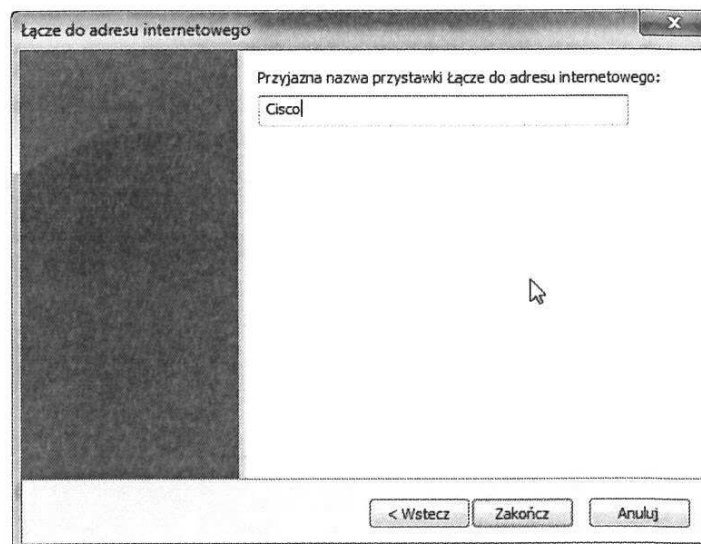 Łącze do adresu internetowego
Przyjazna nazwa przystawki Łącze do adresu internetowego:
Cisco
< Wstecz Zakończ Anuluj